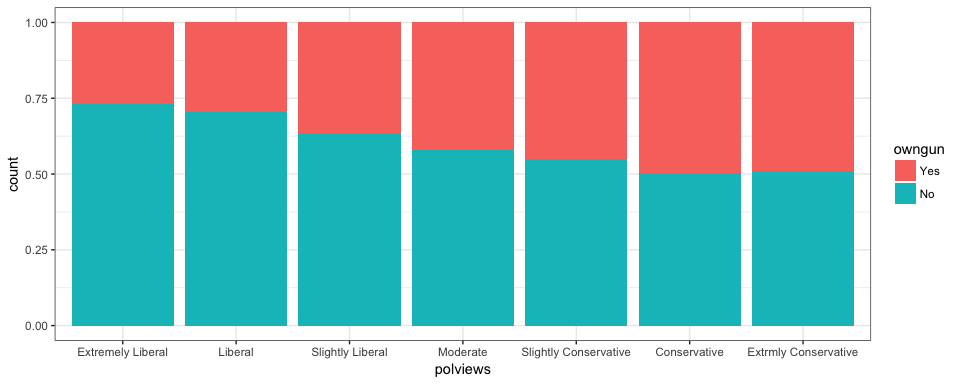 1.00
0.75
0.50
0.25
0.00
count
Extremely Liberal
Liberal
Slightly Liberal
Moderate
Slightly Conservative
Conservative
Extrmly Conservative
polviews
owngun
Yes
No